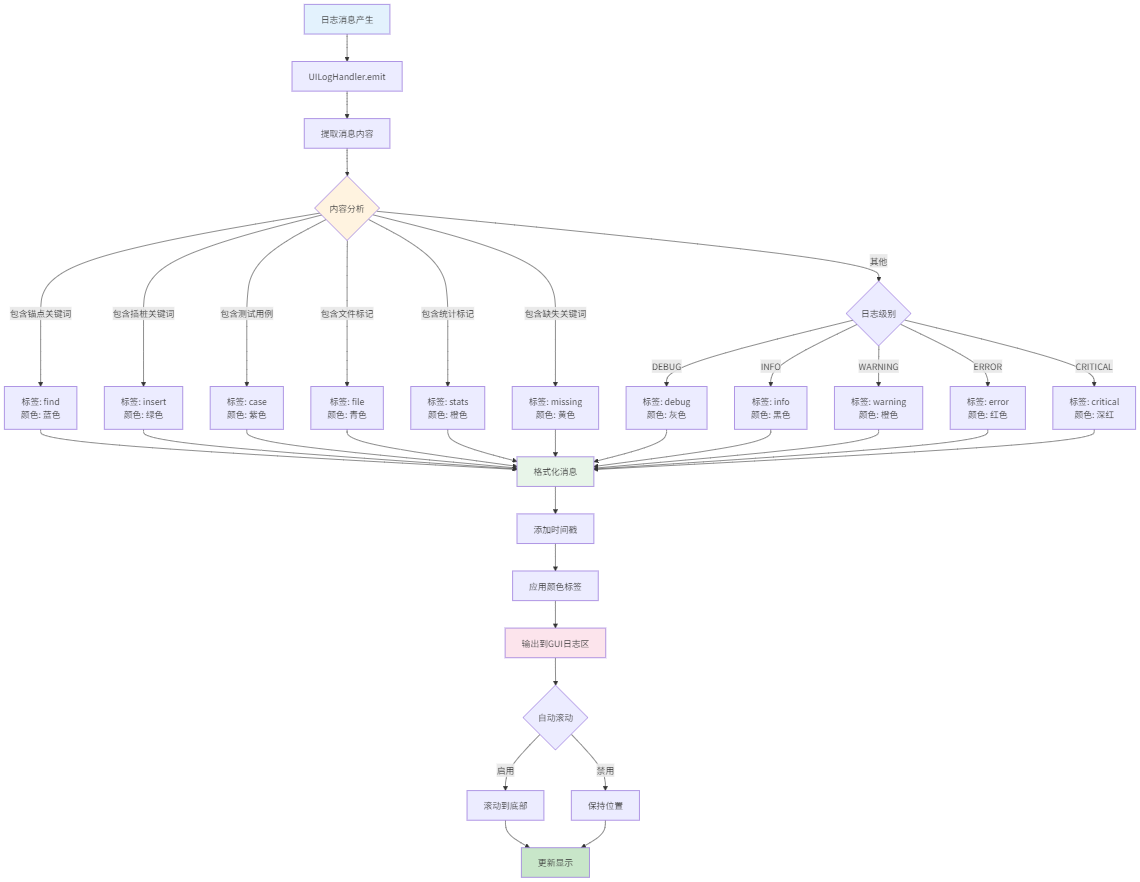 日志消息产生
UILogHandler.emit
提取消息内容
内容分析
其他
包含锚点关键词
包含插桩关键词
包含测试用例
包含文件标记
包含统计标记
包含缺失关键词
日志级别
DEBUG
INFO
WARNING
ERROR
CRITICAL
标签: find
颜色: 蓝色
标签: insert
颜色: 绿色
标签: case
颜色: 紫色
标签: file
颜色: 青色
标签: stats
颜色: 橙色
标签: missing
颜色: 黄色
标签: debug
颜色: 灰色
标签: info
颜色: 黑色
标签: warning
颜色: 橙色
标签: error
颜色: 红色
标签: critical
颜色: 深红
格式化消息
添加时间戳
应用颜色标签
输出到GUI日志区
自动滚动
启用
禁用
滚动到底部
保持位置
更新显示